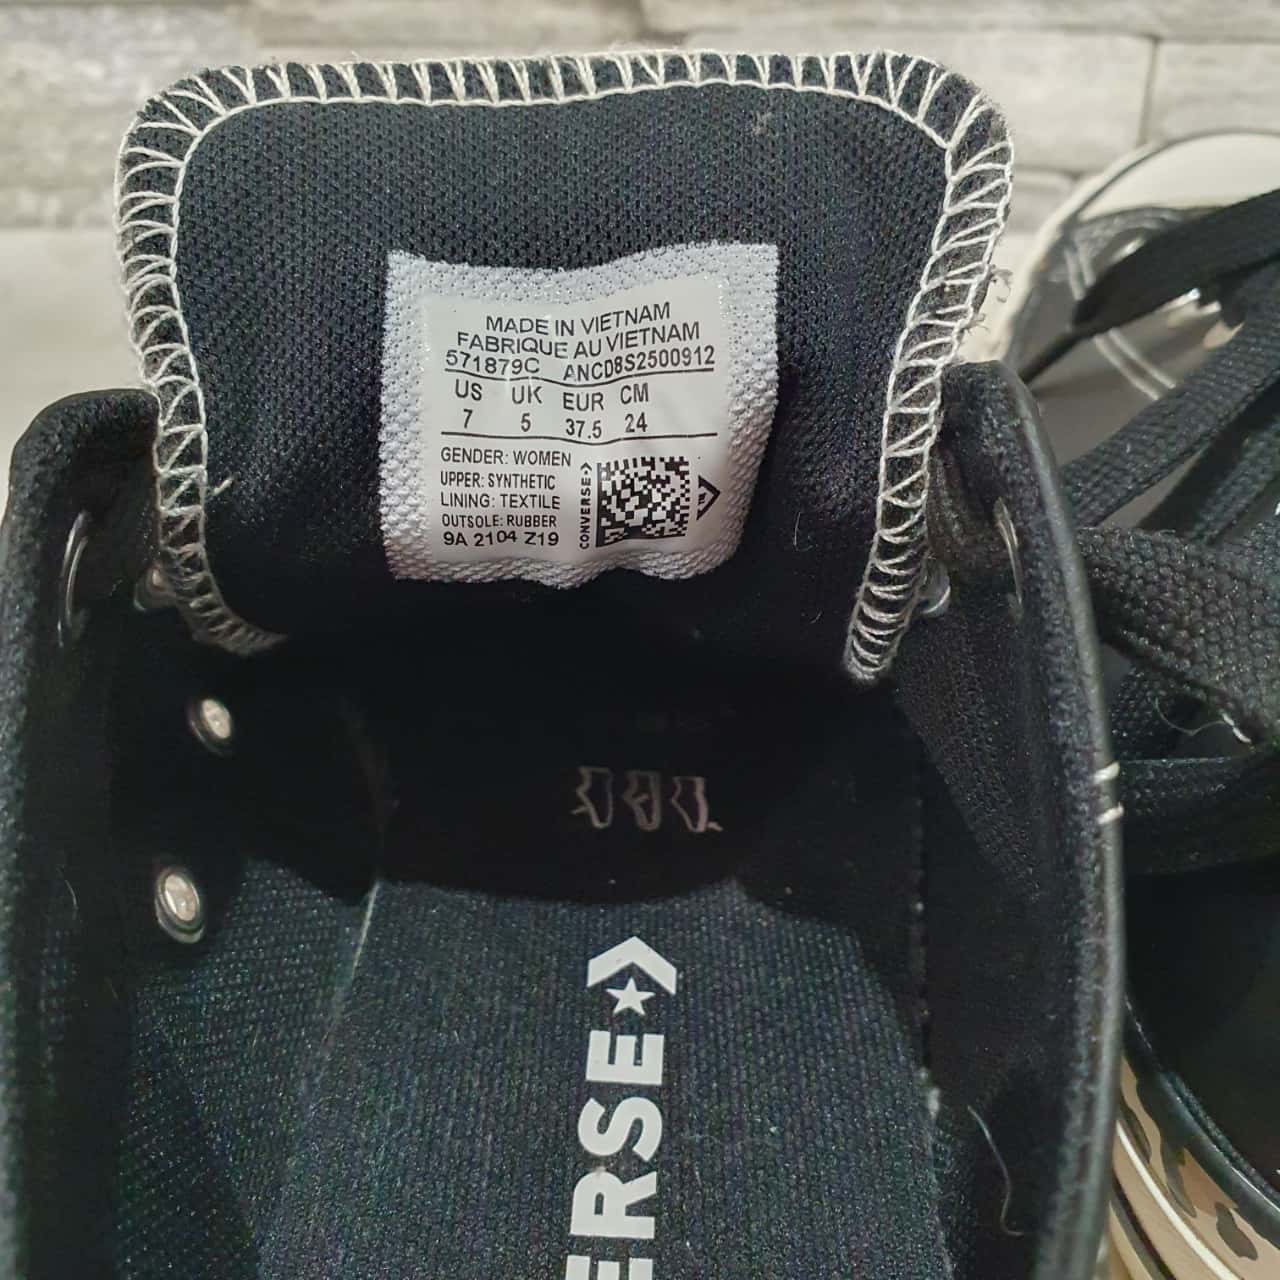 MADE IN VIETNAM
FABRIQUE AU VIETNAM
571879C ANCD8S2500912
US UK EUR CM
7 5 37.5 24
GENDER: WOMEN
UPPER: SYNTHETIC
LINING: TEXTILE
OUTSOLE: RUBBER
9A 2104 Z19
CONVERSE
ERSE